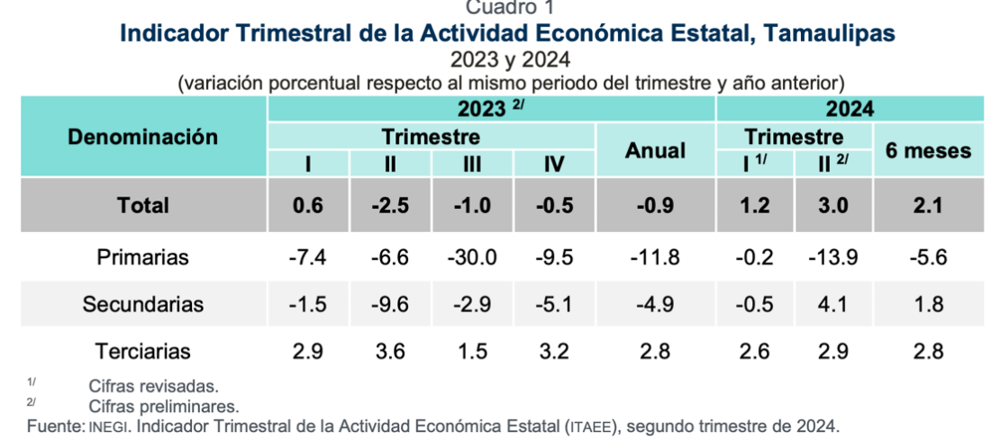 Cuadro 1
Indicador Trimestral de la Actividad Económica Estatal, Tamaulipas
2023 y 2024
(variación porcentual respecto al mismo periodo del trimestre y año anterior)
Denominación 2023 2/ 2024
Trimestre Anual Trimestre 6 meses
I II III IV I 1/ II 2/
Total 0.6 -2.5 -1.0 -0.5 -0.9 1.2 3.0 2.1
Primarias -7.4 -6.6 -30.0 -9.5 -11.8 -0.2 -13.9 -5.6
Secundarias -1.5 -9.6 -2.9 -5.1 -4.9 -0.5 4.1 1.8
Terciarias 2.9 3.6 1.5 3.2 2.8 2.6 2.9 2.8
1/ Cifras revisadas.
2/ Cifras preliminares.
Fuente: INEGI. Indicador Trimestral de la Actividad Económica Estatal (ITAEE), segundo trimestre de 2024.